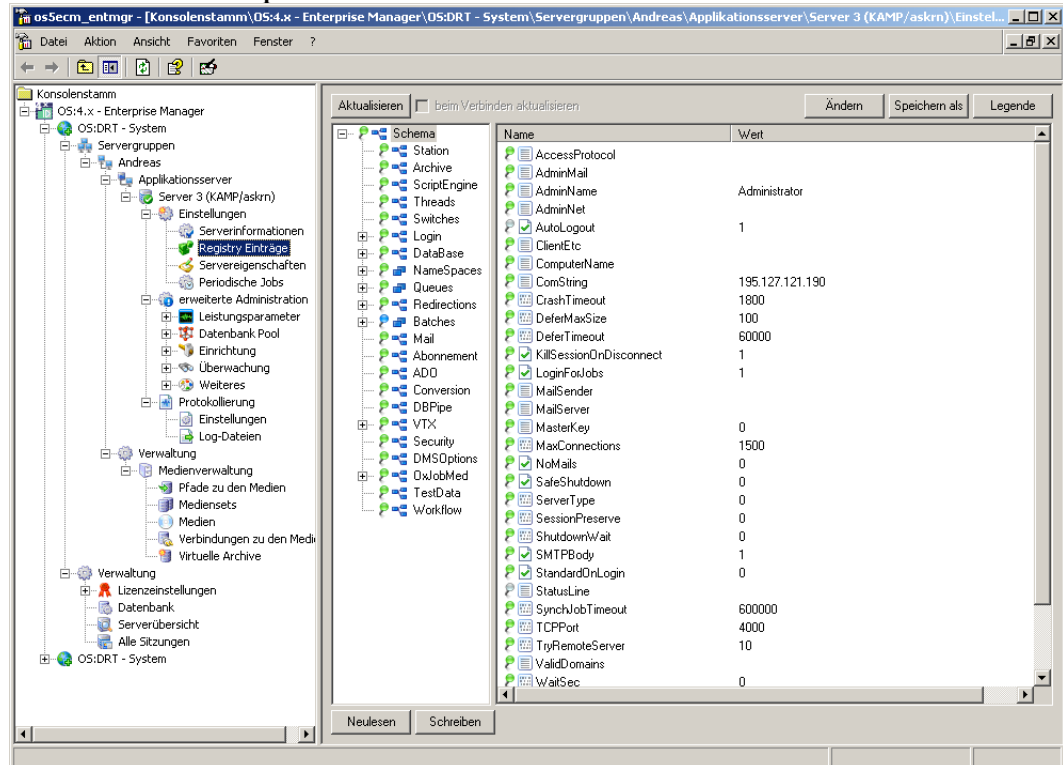 os5ecm_entmgr - [Konsolenstamm\OS:4.x - Enterprise Manager\OS:DRT - System\Servergruppen\Andreas\Applikationsserver\Server 3 (KAMP/askrn)\Einstel...
Datei Aktion Ansicht Favoriten Fenster ?
Konsolenstamm
OS:4.x - Enterprise Manager
OS:DRT - System
Servergruppen
Andreas
Applikationsserver
Server 3 (KAMP/askrn)
Einstellungen
Serverinformationen
Registry Einträge
Servereigenschaften
Periodische Jobs
erweiterte Administration
Leistungsparameter
Datenbank Pool
Einrichtung
Überwachung
Weiteres
Protokollierung
Einstellungen
Log-Dateien
Verwaltung
Medienverwaltung
Pfade zu den Medien
Mediensets
Medien
Verbindungen zu den Medi
Virtuelle Archive
Verwaltung
Lizenzeinstellungen
Datenbank
Serverübersicht
Alle Sitzungen
OS:DRT - System
Aktualisieren beim Verbinden aktualisieren Ändern Speichern als Legende
Schema
Station
Archive
ScriptEngine
Threads
Switches
Login
DataBase
NameSpaces
Queues
Redirections
Batches
Mail
Abonnement
ADO
Conversion
DBPipe
VTX
Security
DMSOptions
OxJobMed
TestData
Workflow
Name Wert
AccessProtocol
AdminMail
AdminName Administrator
AdminNet
AutoLogout 1
ClientEtc
ComputerName
ComString 195.127.121.190
CrashTimeout 1800
DeferMaxSize 100
DeferTimeout 60000
KillSessionOnDisconnect 1
LoginForJobs 1
MailSender
MailServer
MasterKey 0
MaxConnections 1500
NoMails 0
SafeShutdown 0
ServerType 0
SessionPreserve 0
ShutdownWait 0
SMTPBody 1
StandardOnLogin 0
StatusLine
SynchJobTimeout 600000
TCPPort 4000
TryRemoteServer 10
ValidDomains
WaitSec 0
Neulesen Schreiben